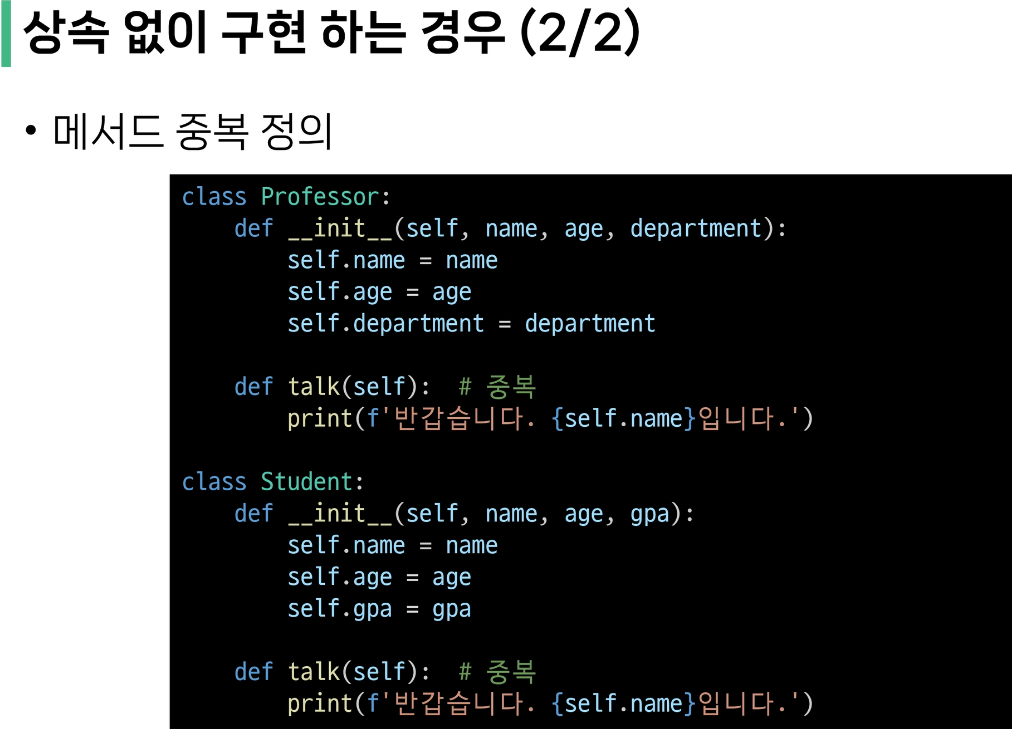 상속 없이 구현 하는 경우 (2/2)
• 메서드 중복 정의
class Professor:
    def __init__(self, name, age, department):
        self.name = name
        self.age = age
        self.department = department

    def talk(self):  # 중복
        print(f'반갑습니다. {self.name}입니다.')

class Student:
    def __init__(self, name, age, gpa):
        self.name = name
        self.age = age
        self.gpa = gpa

    def talk(self):  # 중복
        print(f'반갑습니다. {self.name}입니다.')